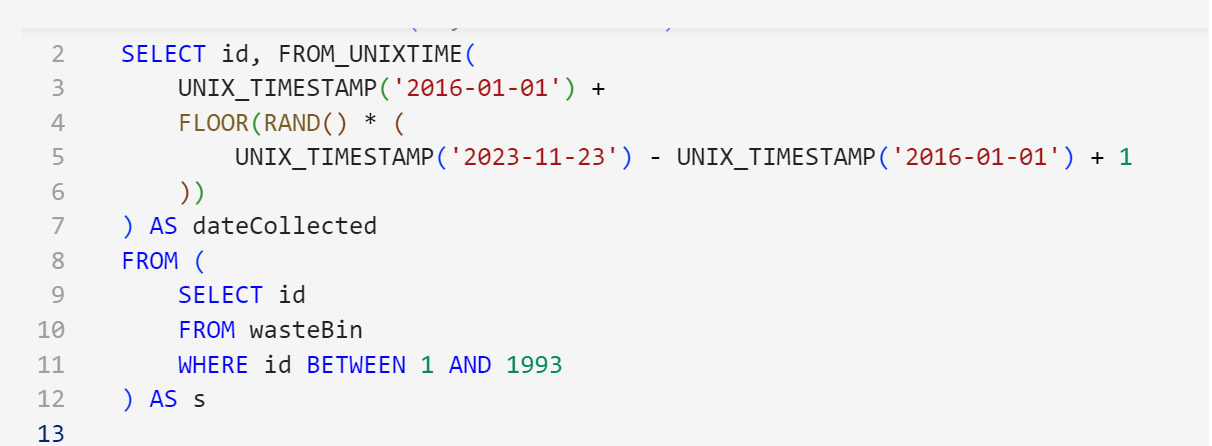 2 SELECT id, FROM_UNIXTIME(
3 UNIX_TIMESTAMP('2016-01-01') +
4 FLOOR(RAND() * (
5 UNIX_TIMESTAMP('2023-11-23') - UNIX_TIMESTAMP('2016-01-01') + 1
6 ))
7 ) AS dateCollected
8 FROM (
9 SELECT id
10 FROM wasteBin
11 WHERE id BETWEEN 1 AND 1993
12 ) AS s
13